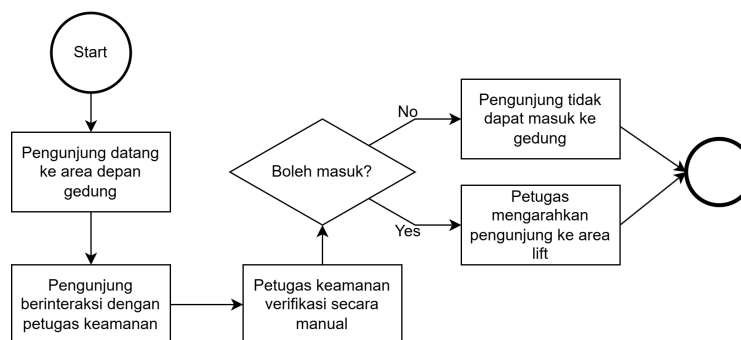 Start
Pengunjung datang
ke area depan
gedung
Pengunjung
berinteraksi dengan
petugas keamanan
Petugas keamanan
verifikasi secara
manual
Boleh masuk?
No
Pengunjung tidak
dapat masuk ke
gedung
Yes
Petugas
mengarahkan
pengunjung ke area
lift